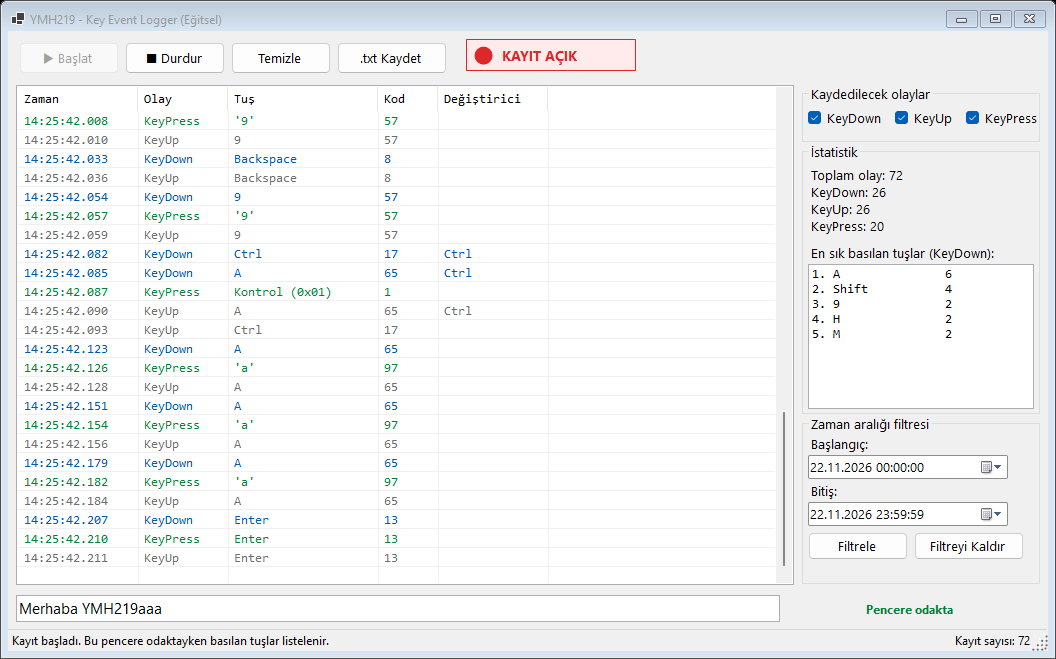 YMH219 - Key Event Logger (Eğitsel)
Başlat Durdur Temizle .txt Kaydet KAYIT AÇIK
Zaman Olay Tuş Kod Değiştirici
14:25:42.008 KeyPress '9' 57
14:25:42.010 KeyUp 9 57
14:25:42.033 KeyDown Backspace 8
14:25:42.036 KeyUp Backspace 8
14:25:42.054 KeyDown 9 57
14:25:42.057 KeyPress '9' 57
14:25:42.059 KeyUp 9 57
14:25:42.082 KeyDown Ctrl 17 Ctrl
14:25:42.085 KeyDown A 65 Ctrl
14:25:42.087 KeyPress Kontrol (0x01) 1
14:25:42.090 KeyUp A 65 Ctrl
14:25:42.093 KeyUp Ctrl 17
14:25:42.123 KeyDown A 65
14:25:42.126 KeyPress 'a' 97
14:25:42.128 KeyUp A 65
14:25:42.151 KeyDown A 65
14:25:42.154 KeyPress 'a' 97
14:25:42.156 KeyUp A 65
14:25:42.179 KeyDown A 65
14:25:42.182 KeyPress 'a' 97
14:25:42.184 KeyUp A 65
14:25:42.207 KeyDown Enter 13
14:25:42.210 KeyPress Enter 13
14:25:42.211 KeyUp Enter 13
Merhaba YMH219aaa
Kaydedilecek olaylar
KeyDown KeyUp KeyPress
İstatistik
Toplam olay: 72
KeyDown: 26
KeyUp: 26
KeyPress: 20
En sık basılan tuşlar (KeyDown):
1. A 6
2. Shift 4
3. 9 2
4. H 2
5. M 2
Zaman aralığı filtresi
Başlangıç:
22.11.2026 00:00:00
Bitiş:
22.11.2026 23:59:59
Filtrele Filtreyi Kaldır
Pencere odakta
Kayıt başladı. Bu pencere odaktayken basılan tuşlar listelenir. Kayıt sayısı: 72